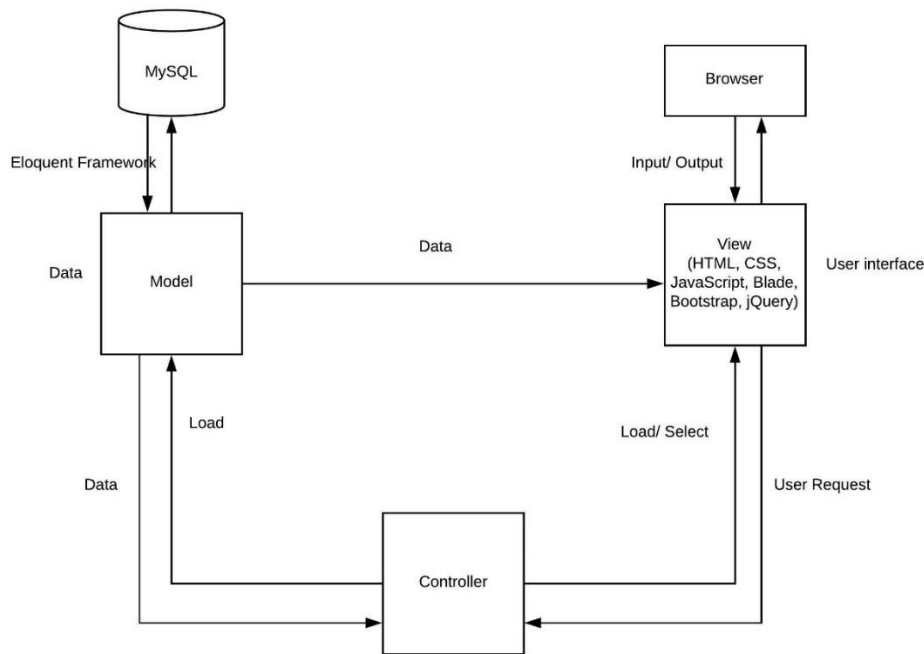 MySQL
Browser
Eloquent Framework
Input/ Output
Data
Model
Data
View
(HTML, CSS,
JavaScript, Blade,
Bootstrap, jQuery)
User interface
Load
Load/ Select
Data
User Request
Controller